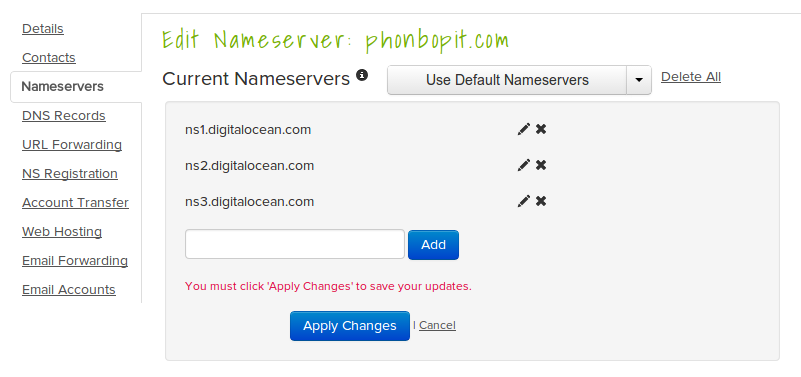 Details
Contacts
Nameservers
DNS Records
URL Forwarding
NS Registration
Account Transfer
Web Hosting
Email Forwarding
Email Accounts
Edit Nameserver: phonbopit.com
Current Nameservers
Use Default Nameservers
Delete All
ns1.digitalocean.com
ns2.digitalocean.com
ns3.digitalocean.com
Add
You must click 'Apply Changes' to save your updates.
Apply Changes | Cancel